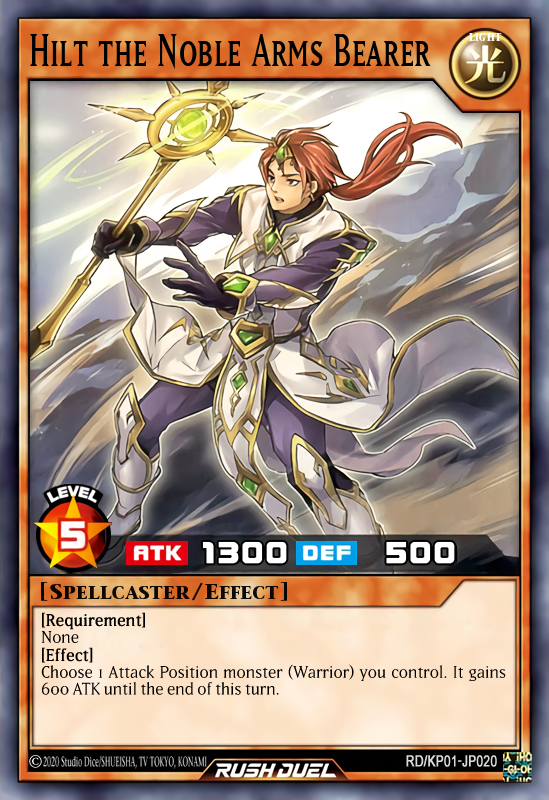 Hilt the Noble Arms Bearer
LIGHT
光
LEVEL
5
ATK 1300 DEF 500
[Spellcaster/Effect]
[Requirement]
None
[Effect]
Choose 1 Attack Position monster (Warrior) you control. It gains
600 ATK until the end of this turn.
©2020 Studio Dice/SHUEISHA, TV TOKYO, KONAMI
RUSH DUEL
RD/KP01-JP020